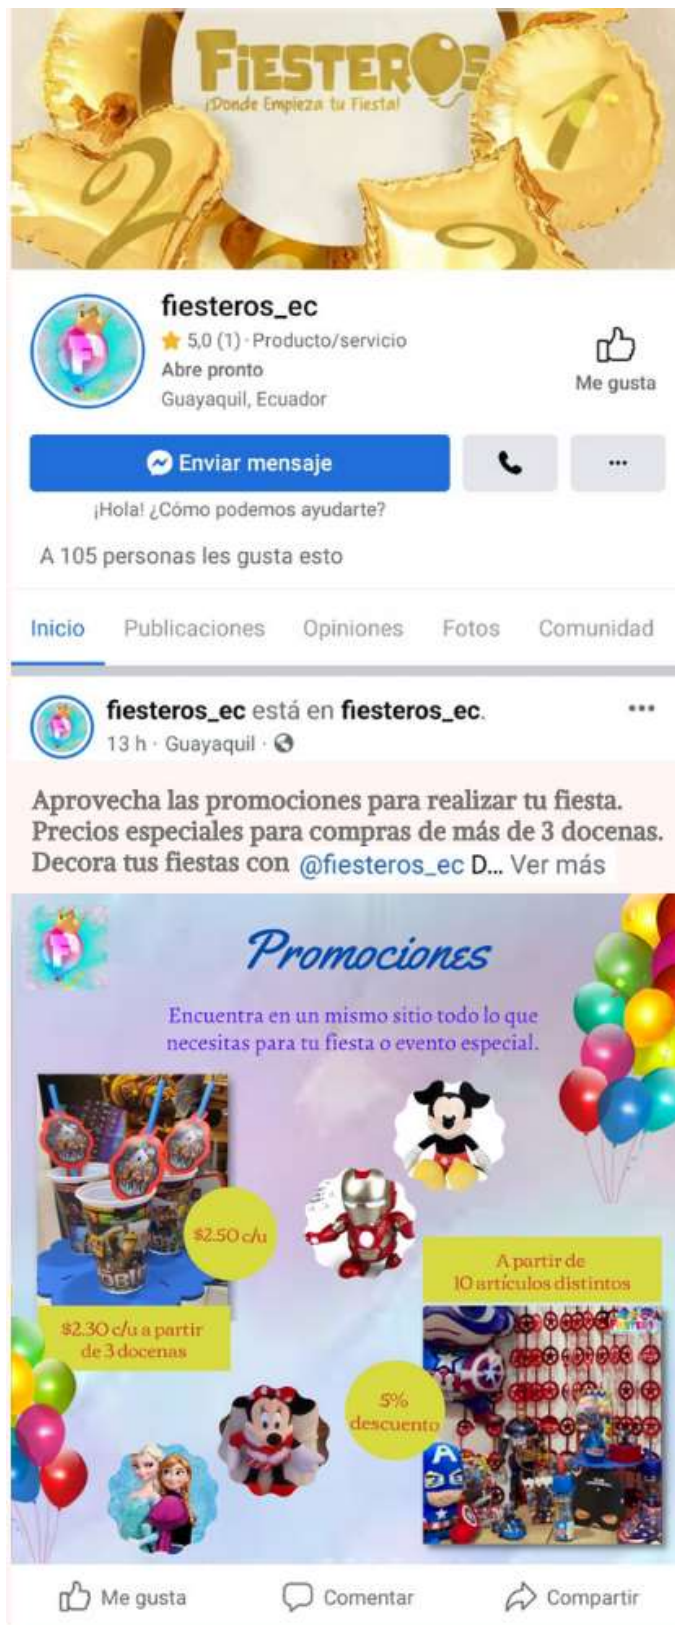 FIESTEROS
¡Donde Empieza tu Fiesta!
1
2
fiesteros_ec
5,0 (1) · Producto/servicio
Abre pronto
Guayaquil, Ecuador
Me gusta
Enviar mensaje
¡Hola! ¿Cómo podemos ayudarte?
A 105 personas les gusta esto
Inicio
Publicaciones
Opiniones
Fotos
Comunidad
fiesteros_ec está en fiesteros_ec.
13 h · Guayaquil ·
Aprovecha las promociones para realizar tu fiesta.
Precios especiales para compras de más de 3 docenas.
Decora tus fiestas con @fiesteros_ec D... Ver más
F
Promociones
Encuentra en un mismo sitio todo lo que
necesitas para tu fiesta o evento especial.
$2.50 c/u
$2.30 c/u a partir
de 3 docenas
A partir de
10 artículos distintos
5%
descuento
A
Me gusta
Comentar
Compartir